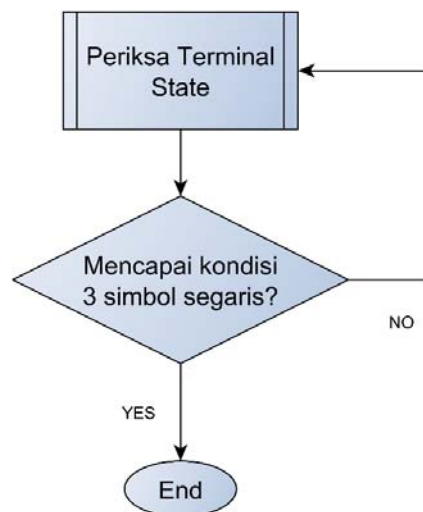 Periksa Terminal
State
Mencapai kondisi
3 simbol segaris?
NO
YES
End